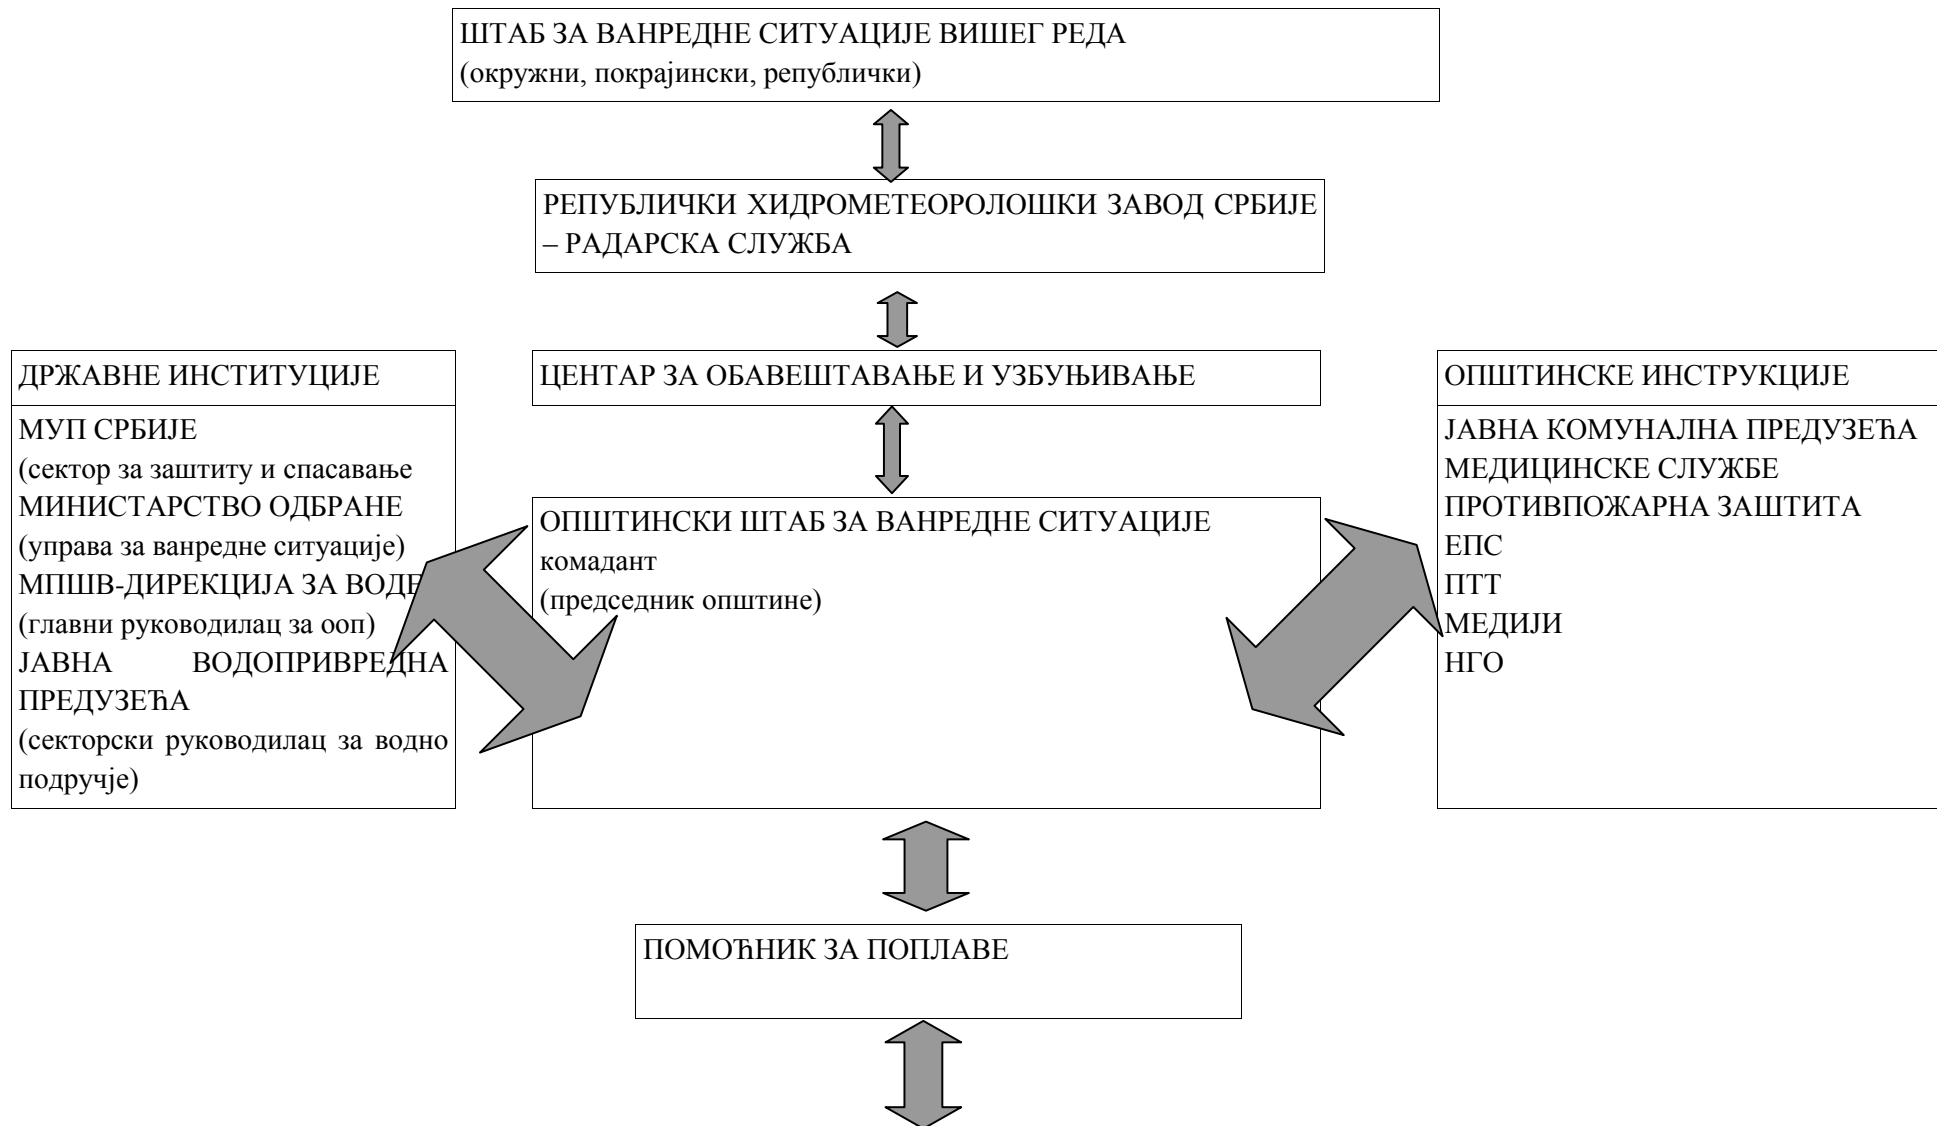 ШТАБ ЗА ВАНРЕДНЕ СИТУАЦИЈЕ ВИШЕГ РЕДА
(окружни, покрајински, републички)
РЕПУБЛИЧКИ ХИДРОМЕТЕОРОЛОШКИ ЗАВОД СРБИЈЕ
– РАДАРСКА СЛУЖБА
ДРЖАВНЕ ИНСТИТУЦИЈЕ
МУП СРБИЈЕ
(сектор за заштиту и спасавање
МИНИСТАРСТВО ОДБРАНЕ
(управа за ванредне ситуације)
МПШВ-ДИРЕКЦИЈА ЗА ВОДЕ
(главни руководилац за ооп)
ЈАВНА ВОДОПРИВРЕДНА
ПРЕДУЗЕЋА
(секторски руководилац за водно
подручје)
ЦЕНТАР ЗА ОБАВЕШТАВАЊЕ И УЗБУЊИВАЊЕ
ОПШТИНСКИ ШТАБ ЗА ВАНРЕДНЕ СИТУАЦИЈЕ
комадант
(председник општине)
ОПШТИНСКЕ ИНСТРУКЦИЈЕ
ЈАВНА КОМУНАЛНА ПРЕДУЗЕЋА
МЕДИЦИНСКЕ СЛУЖБЕ
ПРОТИВПОЖАРНА ЗАШТИТА
ЕПС
ПТТ
МЕДИЈИ
НГО
ПОМОЋНИК ЗА ПОПЛАВЕ